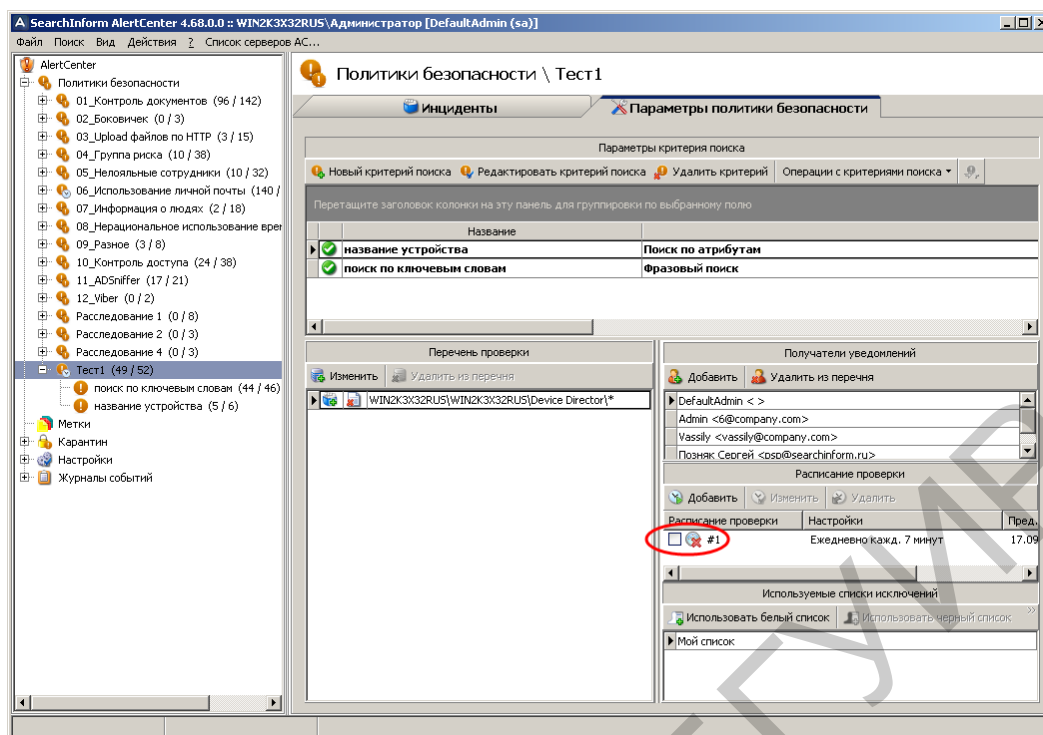 SearchInform AlertCenter 4.68.0.0 :: WIN2K3X32RUS\Администратор [DefaultAdmin (sa)]
Файл Поиск Вид Действия ? Список серверов AC...
AlertCenter
Политики безопасности
01_Контроль документов (96 / 142)
02_Боковичек (0 / 3)
03_Upload файлов по HTTP (3 / 15)
04_Группа риска (10 / 38)
05_Нелояльные сотрудники (10 / 32)
06_Использование личной почты (140 /
07_Информация о людях (2 / 18)
08_Нерациональное использование врем
09_Разное (3 / 8)
10_Контроль доступа (24 / 38)
11_ADSniffer (17 / 21)
12_Viber (0 / 2)
Расследование 1 (0 / 8)
Расследование 2 (0 / 3)
Расследование 4 (0 / 3)
Тест1 (49 / 52)
поиск по ключевым словам (44 / 46)
название устройства (5 / 6)
Метки
Карантин
Настройки
Журналы событий
Политики безопасности \ Тест1
Инциденты
Параметры политики безопасности
Параметры критерия поиска
Новый критерий поиска Редактировать критерий поиска Удалить критерий Операции с критериями поиска
Перетащите заголовок колонки на эту панель для группировки по выбранному полю
Название
название устройства Поиск по атрибутам
поиск по ключевым словам Фразовый поиск
Перечень проверки
Изменить Удалить из перечня
WIN2K3X32RUS\WIN2K3X32RUS\Device Director\*
Получатели уведомлений
Добавить Удалить из перечня
DefaultAdmin < >
Admin <6@company.com>
Vassily <vassily@company.com>
Позняк Сергей <psp@searchinform.ru>
Расписание проверки
Добавить Изменить Удалить
Расписание проверки Настройки Пред.
#1 Ежедневно кажд. 7 минут 17.09
Используемые списки исключений
Использовать белый список Использовать черный список
Мой список
БГУИР